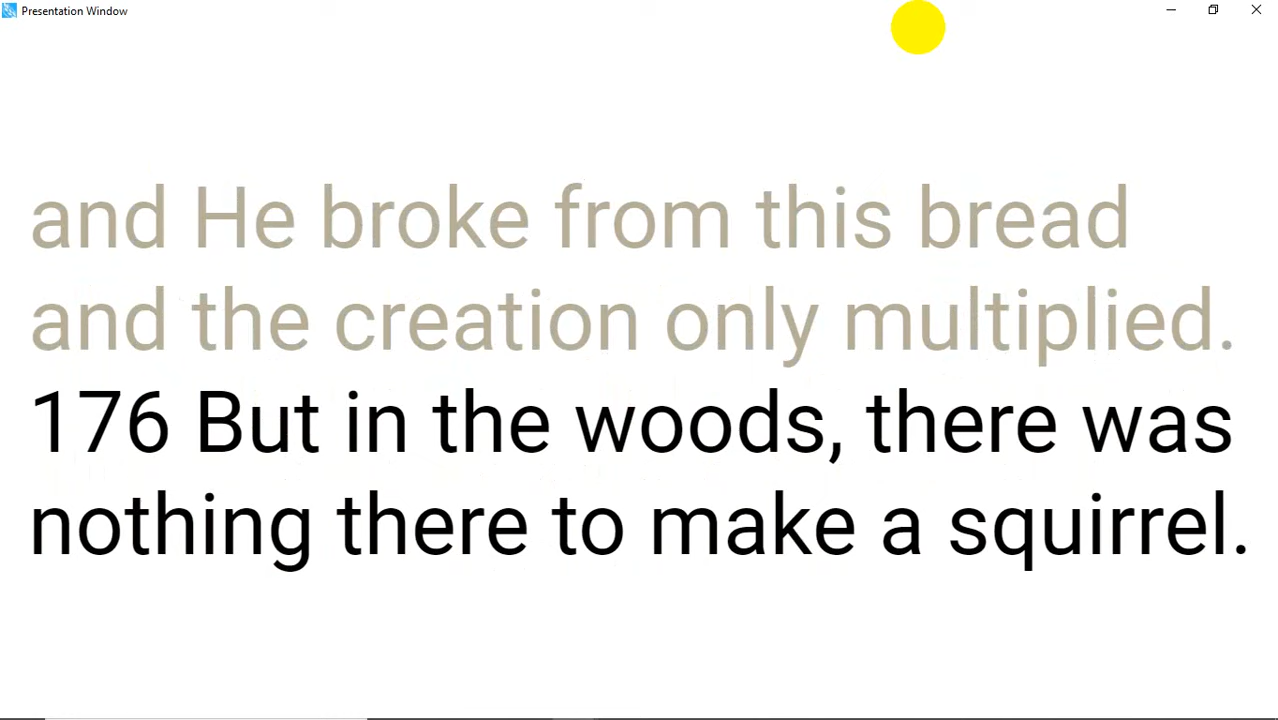 Presentation Window
and He broke from this bread
and the creation only multiplied.
176 But in the woods, there was
nothing there to make a squirrel.